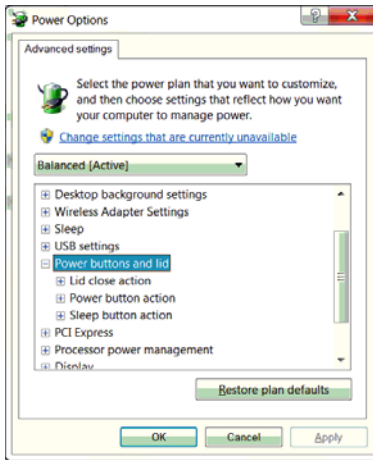 Power Options
Advanced settings
Select the power plan that you want to customize,
and then choose settings that reflect how you want
your computer to manage power.
Change settings that are currently unavailable
Balanced [Active]
Desktop background settings
Wireless Adapter Settings
Sleep
USB settings
Power buttons and lid
Lid close action
Power button action
Sleep button action
PCI Express
Processor power management
Display
Restore plan defaults
OK
Cancel
Apply